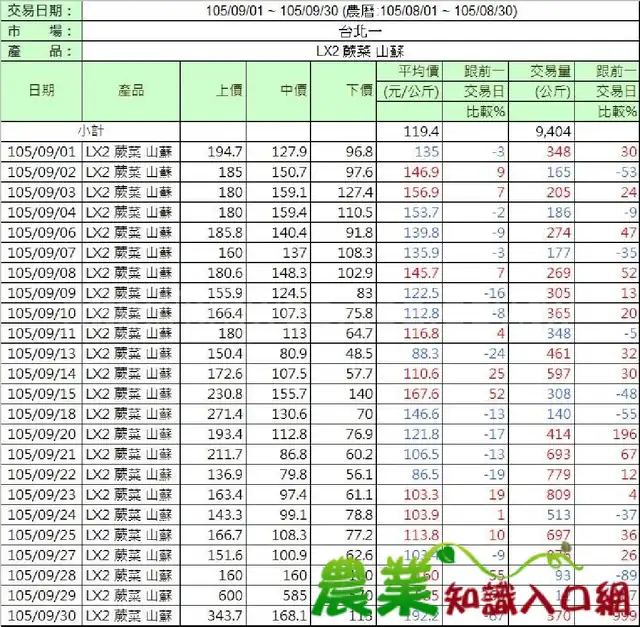 交易日期： 105/09/01 ~ 105/09/30 (農曆:105/08/01 ~ 105/08/30)
市 場： 台北一
產 品： LX2 蕨菜 山蘇
日期 產品 上價 中價 下價 平均價 (元/公斤) 跟前一交易日比較% 交易量 (公斤) 跟前一交易日比較%
小計 119.4 9,404
105/09/01 LX2 蕨菜 山蘇 194.7 127.9 96.8 135 -3 348 30
105/09/02 LX2 蕨菜 山蘇 185 150.7 97.6 146.9 9 165 -53
105/09/03 LX2 蕨菜 山蘇 180 159.1 127.4 156.9 7 205 24
105/09/04 LX2 蕨菜 山蘇 180 159.4 110.5 153.7 -2 186 -9
105/09/06 LX2 蕨菜 山蘇 185.8 140.4 91.8 139.8 -9 274 47
105/09/07 LX2 蕨菜 山蘇 160 137 108.3 135.9 -3 177 -35
105/09/08 LX2 蕨菜 山蘇 180.6 148.3 102.9 145.7 7 269 52
105/09/09 LX2 蕨菜 山蘇 155.9 124.5 83 122.5 -16 305 13
105/09/10 LX2 蕨菜 山蘇 166.4 107.3 75.8 112.8 -8 365 20
105/09/11 LX2 蕨菜 山蘇 180 113 64.7 116.8 4 348 -5
105/09/13 LX2 蕨菜 山蘇 150.4 80.9 48.5 88.3 -24 461 32
105/09/14 LX2 蕨菜 山蘇 172.6 107.5 57.7 110.6 25 597 30
105/09/15 LX2 蕨菜 山蘇 230.8 155.7 140 167.6 52 308 -48
105/09/18 LX2 蕨菜 山蘇 271.4 130.6 70 146.6 -13 140 -55
105/09/20 LX2 蕨菜 山蘇 193.4 112.8 76.9 121.8 -17 414 196
105/09/21 LX2 蕨菜 山蘇 211.7 86.8 60.2 106.5 -13 693 67
105/09/22 LX2 蕨菜 山蘇 136.9 79.8 56.1 86.5 -19 779 12
105/09/23 LX2 蕨菜 山蘇 163.4 97.4 61.1 103.3 19 809 4
105/09/24 LX2 蕨菜 山蘇 143.3 99.1 78.8 103.9 1 513 -37
105/09/25 LX2 蕨菜 山蘇 166.7 108.3 77.2 113.8 10 697 36
105/09/27 LX2 蕨菜 山蘇 151.6 100.9 62.6 -9 26
105/09/28 LX2 蕨菜 山蘇 160 160 55 93 -89
105/09/29 LX2 蕨菜 山蘇 600 585
105/09/30 LX2 蕨菜 山蘇 343.7 168.1 370
農業知識入口網